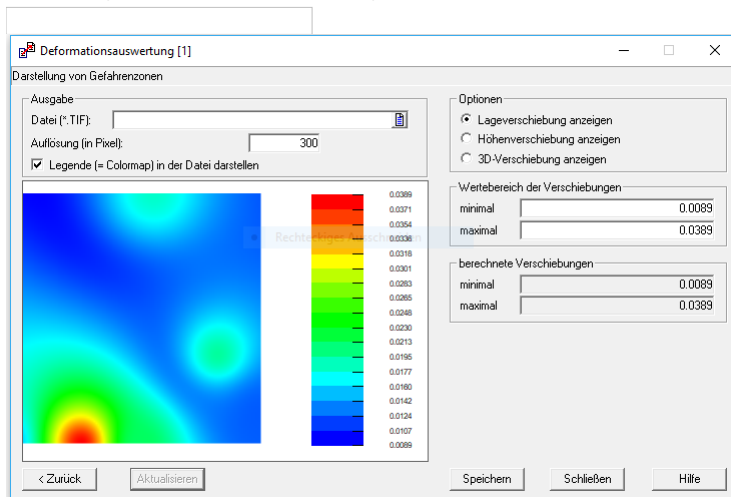 Deformationsauswertung [1]
Darstellung von Gefahrenzonen
Ausgabe
Datei (*.TIF):
Auflösung (in Pixel): 300
Legende (= Colormap) in der Datei darstellen
Optionen
Lageverschiebung anzeigen
Höhenverschiebung anzeigen
3D-Verschiebung anzeigen
Wertebereich der Verschiebungen
minimal 0.0089
maximal 0.0389
berechnete Verschiebungen
minimal 0.0089
maximal 0.0389
0.0389
0.0371
0.0354
0.0336
0.0318
0.0301
0.0283
0.0265
0.0248
0.0230
0.0213
0.0195
0.0177
0.0160
0.0142
0.0124
0.0107
0.0089
Rechteckiges Ausschneiden
< Zurück
Aktualisieren
Speichern
Schließen
Hilfe